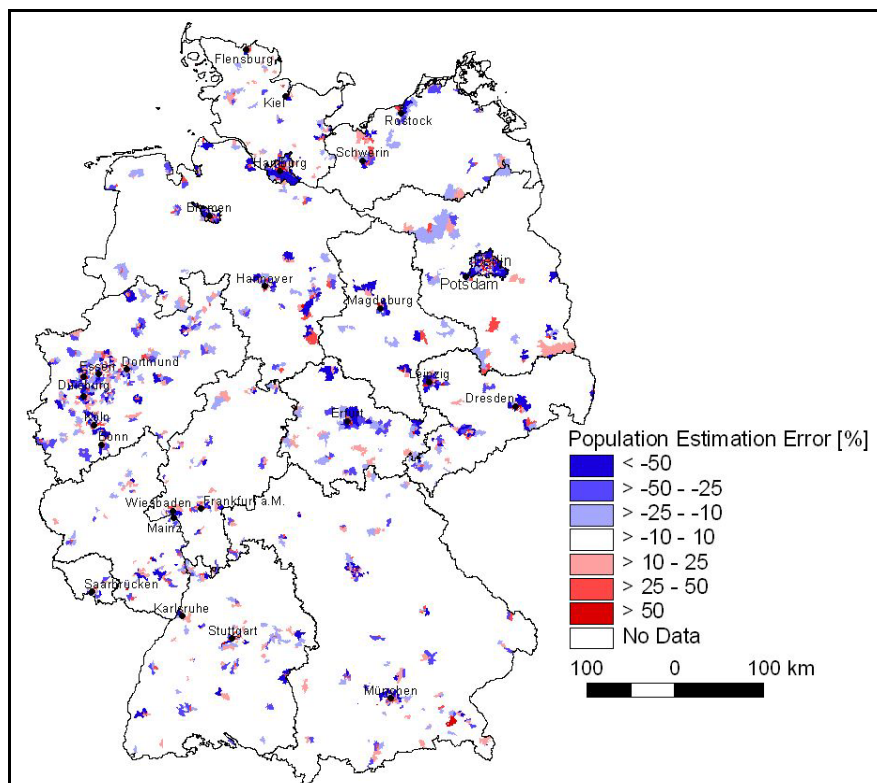 Flensburg
Kiel
Rostock
Schwerin
Hamburg
Bremen
Potsdam
Hannover
Magdeburg
Dortmund
Essen
Duisburg
Leipzig
Dresden
Köln
Bonn
Erfurt
Population Estimation Error [%]
< -50
> -50 - -25
> -25 - -10
> -10 - 10
> 10 - 25
> 25 - 50
> 50
No Data
100 0 100 km
Wiesbaden
Frankfurt a.M.
Mainz
Saarbrücken
Karlsruhe
Stuttgart
München